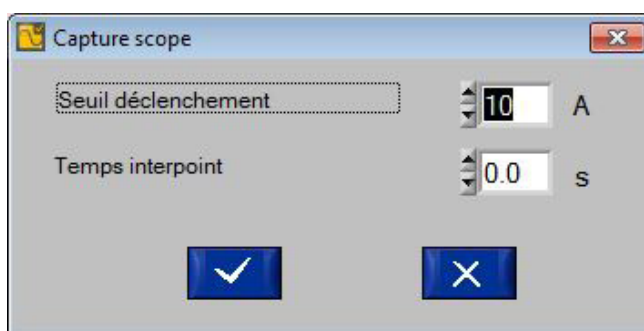 Capture scope
Seuil déclenchement 10 A
Temps interpoint 0.0 s